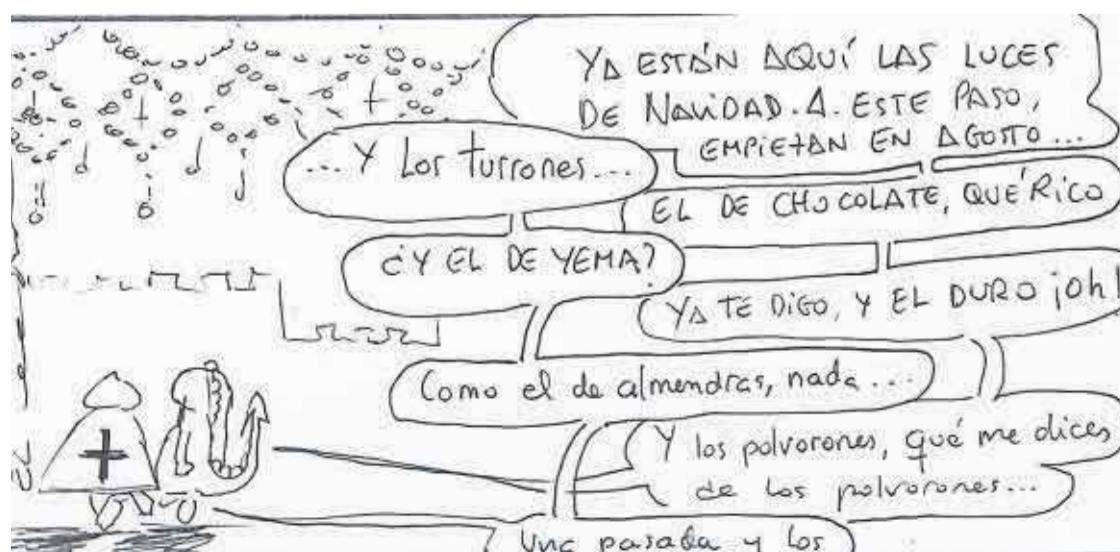 YA ESTÁN AQUÍ LAS LUCES
DE NAVIDAD. A. ESTE PASO,
EMPIEZAN EN AGOSTO...
... Y Los turrones...
EL DE CHOCOLATE, QUÉ RICO
¿Y EL DE YEMA?
YA TE DIGO, Y EL DURO ¡Oh!
Como el de almendras, nada...
Y los polvorones, qué me dices
de los polvorones...
Una pasada y los